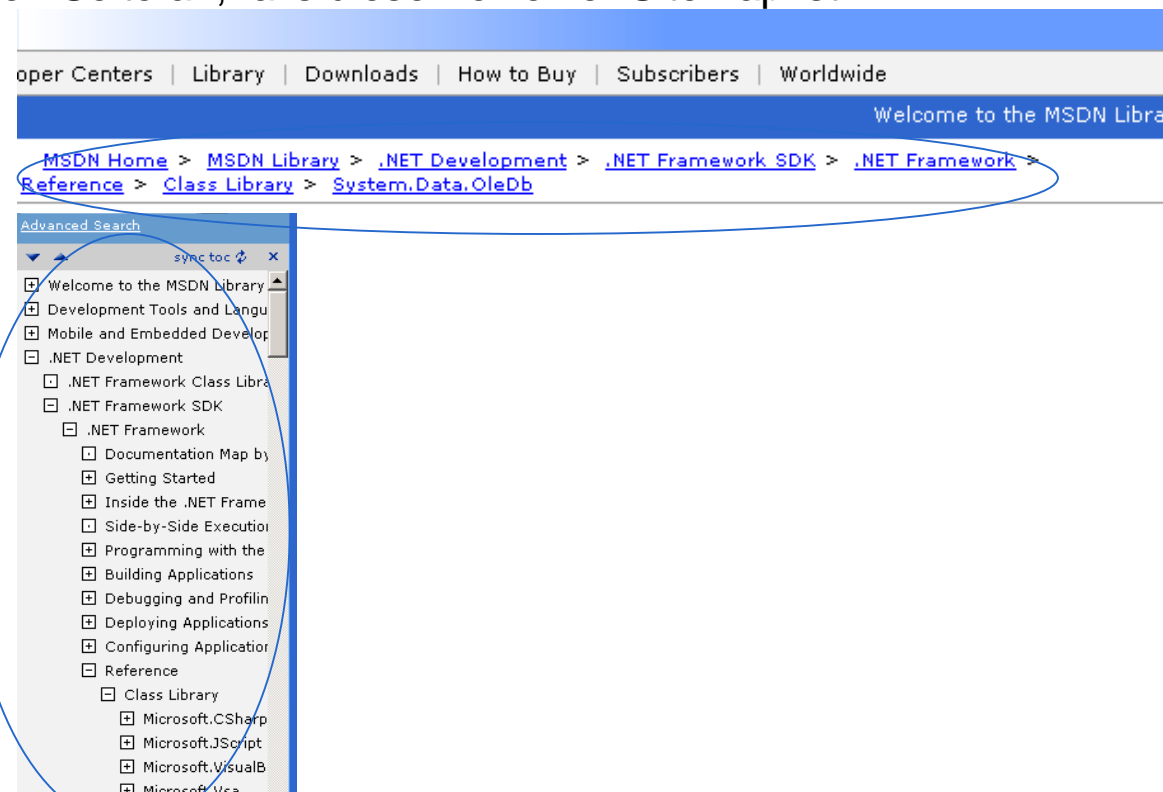 oper Centers | Library | Downloads | How to Buy | Subscribers | Worldwide
Welcome to the MSDN Libra
MSDN Home > MSDN Library > .NET Development > .NET Framework SDK > .NET Framework >
Reference > Class Library > System.Data.OleDb
Advanced Search
sync toc
Welcome to the MSDN Library
Development Tools and Langu
Mobile and Embedded Develop
.NET Development
.NET Framework Class Libra
.NET Framework SDK
.NET Framework
Documentation Map by
Getting Started
Inside the .NET Frame
Side-by-Side Execution
Programming with the
Building Applications
Debugging and Profilin
Deploying Applications
Configuring Application
Reference
Class Library
Microsoft.CSharp
Microsoft.JScript
Microsoft.VisualB
Microsoft.Vsa